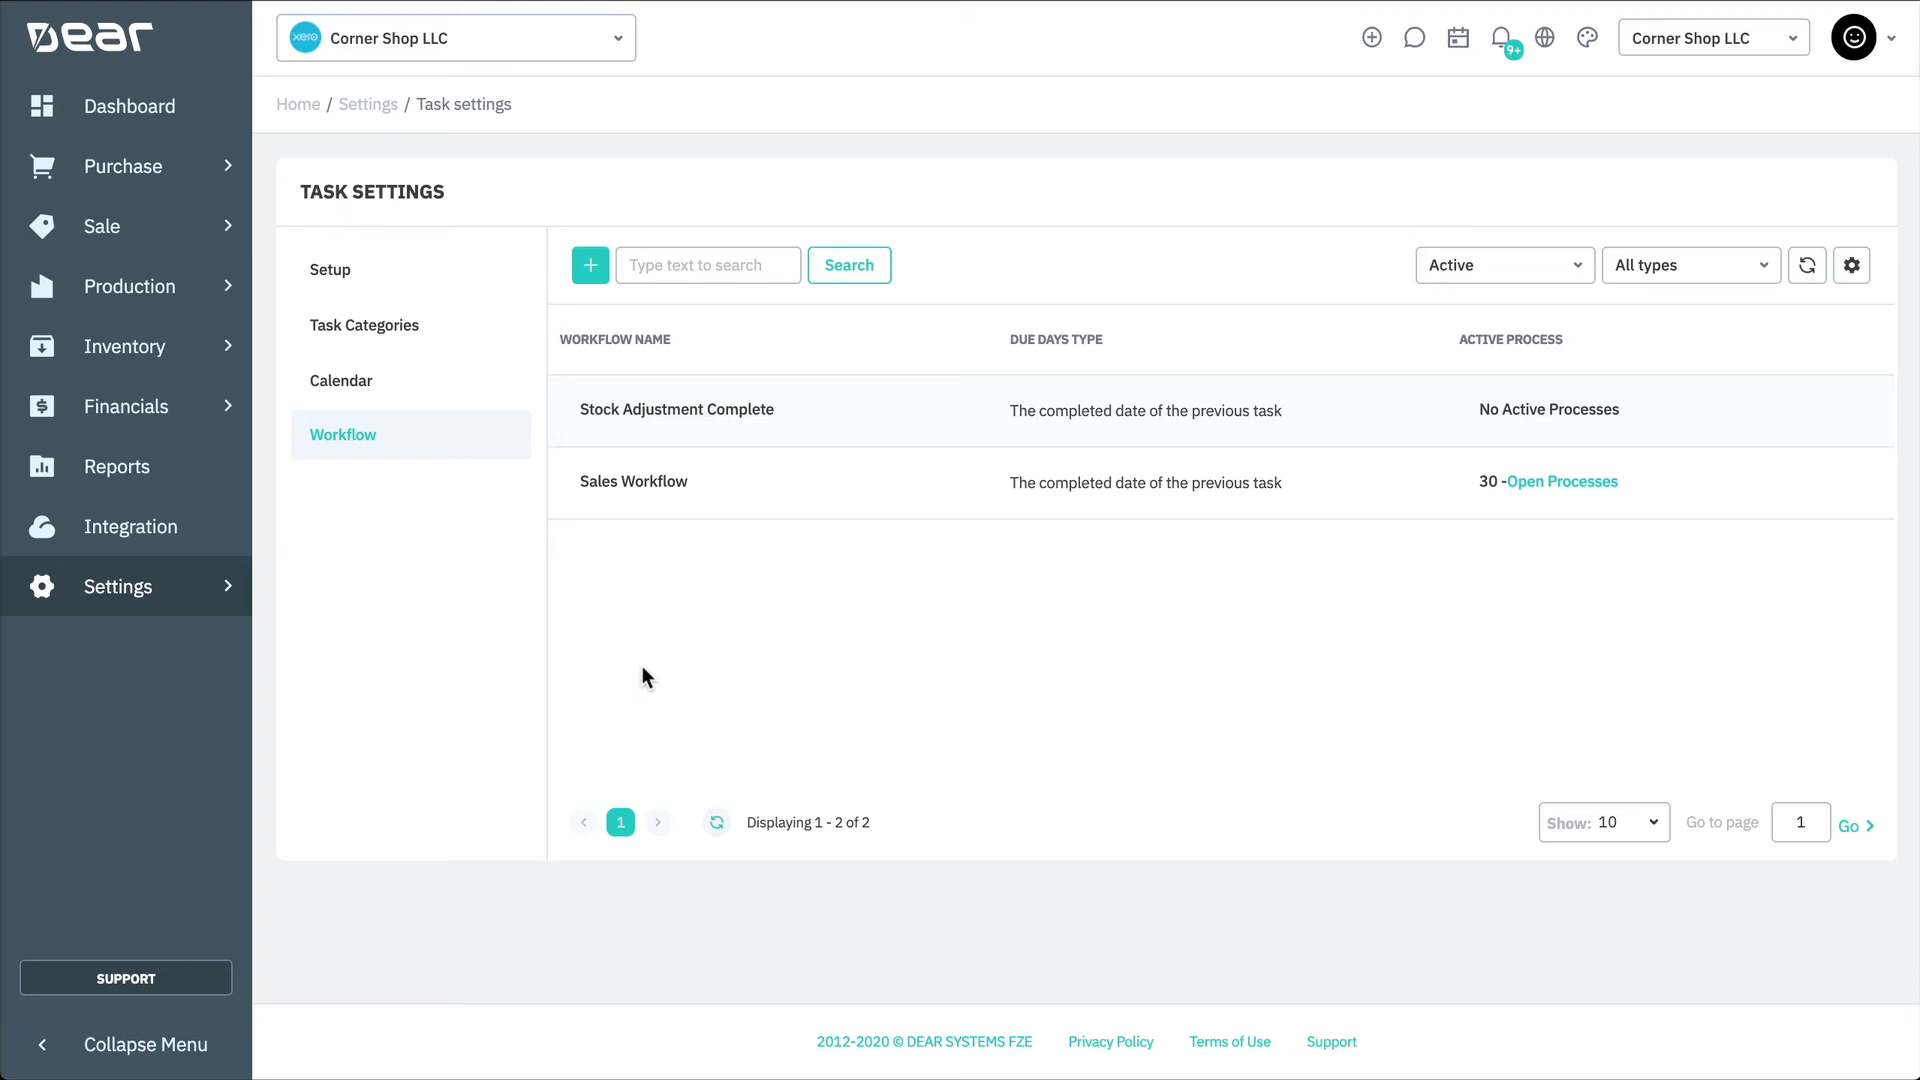 Dear
Dashboard
Purchase
Sale
Production
Inventory
Financials
Reports
Integration
Settings
SUPPORT
Collapse Menu
xero Corner Shop LLC
9+
Corner Shop LLC
Home / Settings / Task settings
TASK SETTINGS
Setup
Task Categories
Calendar
Workflow
+ Type text to search Search
Active All types
WORKFLOW NAME DUE DAYS TYPE ACTIVE PROCESS
Stock Adjustment Complete The completed date of the previous task No Active Processes
Sales Workflow The completed date of the previous task 30 -Open Processes
1 Displaying 1 - 2 of 2
Show: 10 Go to page 1 Go
2012-2020 © DEAR SYSTEMS FZE Privacy Policy Terms of Use Support